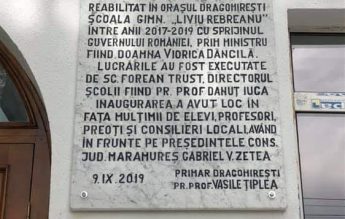 REABILITAT ÎN ORAȘUL DRAGOMIREȘTI
ȘCOALA GIMN. „LIVIU REBREANU"
ÎNTRE ANII 2017-2019 CU SPRIJINUL
GUVERNULUI ROMÂNIEI, PRIM MINISTRU
FIIND DOAMNA VIORICA DĂNCILĂ.
LUCRĂRILE AU FOST EXECUTATE
DE SC. FOREAN TRUST, DIRECTORUL
ȘCOLII FIIND PR. PROF DĂNUȚ IUGA
INAUGURAREA A AVUT LOC ÎN
FAȚA MULȚIMII DE ELEVI, PROFESORI,
PREOȚI ȘI CONSILIERI LOCALI, AVÂND
ÎN FRUNTE PE PREȘEDINTELE CONS.
JUD. MARAMUREȘ GABRIEL V. ZETEA
9.IX.2019
PRIMAR DRAGOMIREȘTI
PR. PROF. VASILE ȚIPLEA